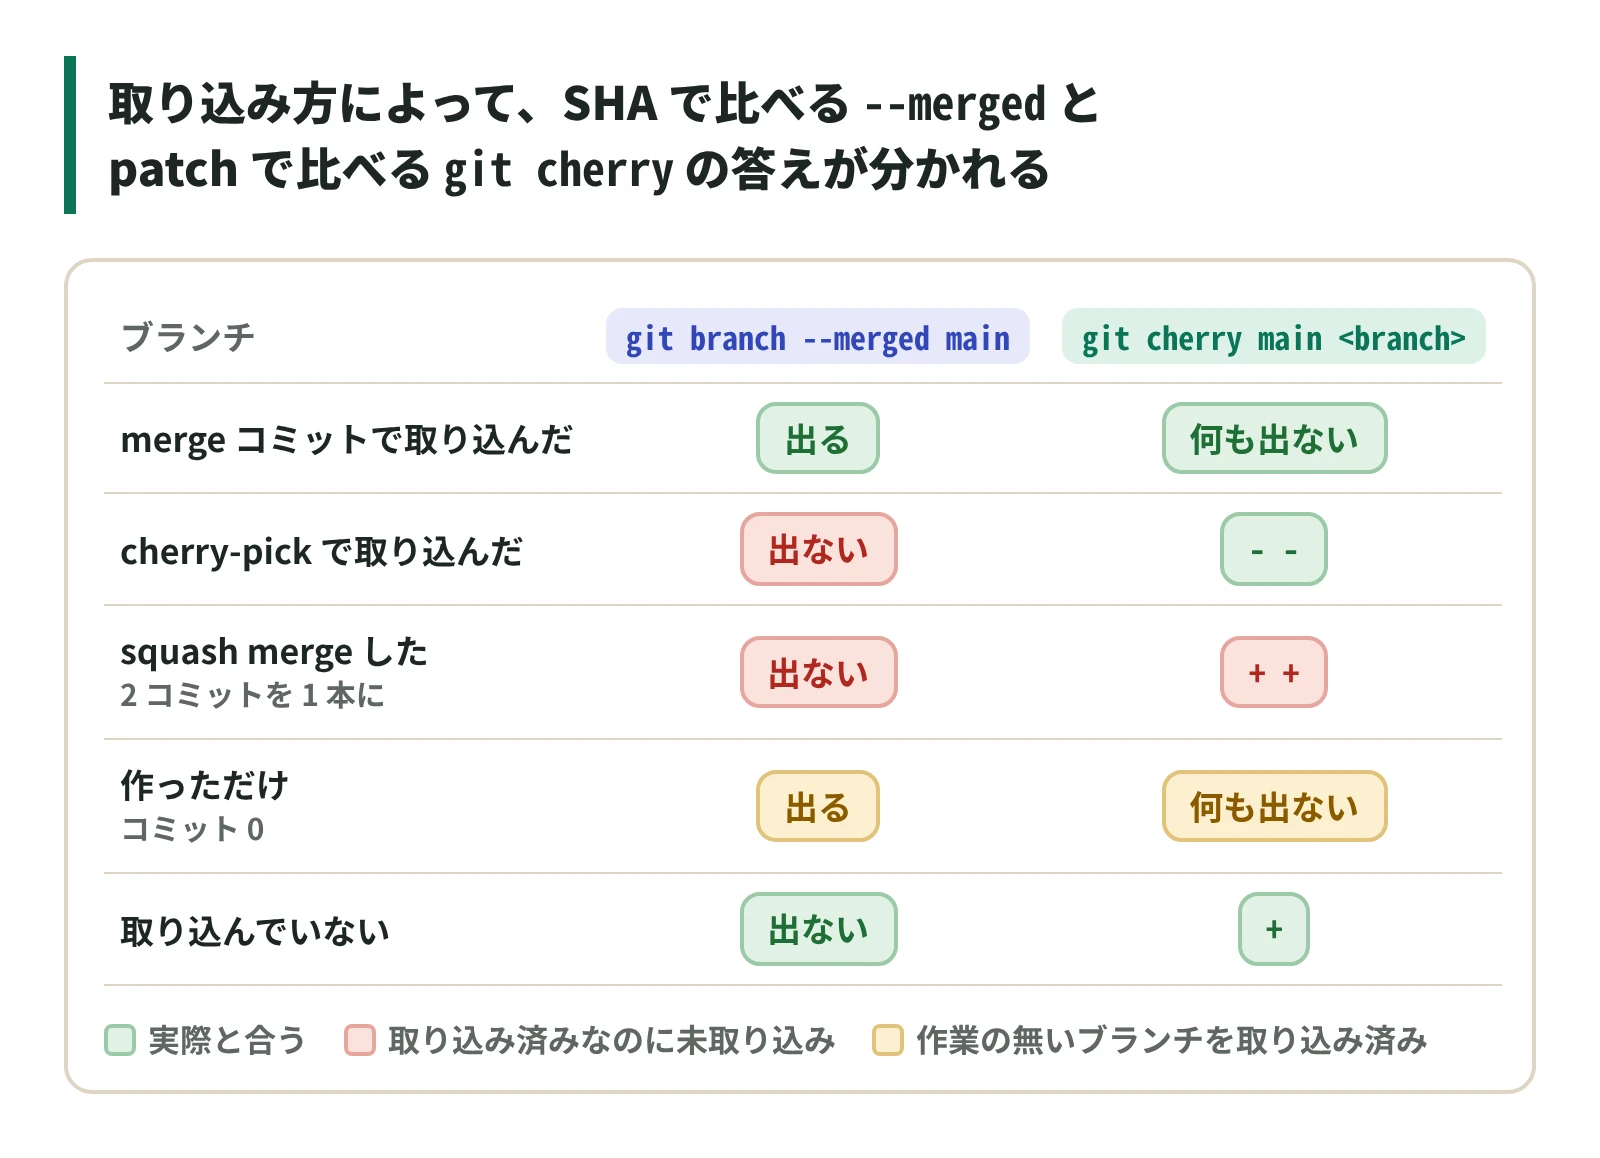 取り込み方によって、SHA で比べる --merged と
patch で比べる git cherry の答えが分かれる
ブランチ git branch --merged main git cherry main <branch>
merge コミットで取り込んだ 出る 何も出ない
cherry-pick で取り込んだ 出ない - -
squash merge した
2 コミットを 1 本に
出ない + +
作っただけ
コミット 0
出る 何も出ない
取り込んでいない 出ない +
実際と合う 取り込み済みなのに未取り込み 作業の無いブランチを取り込み済み